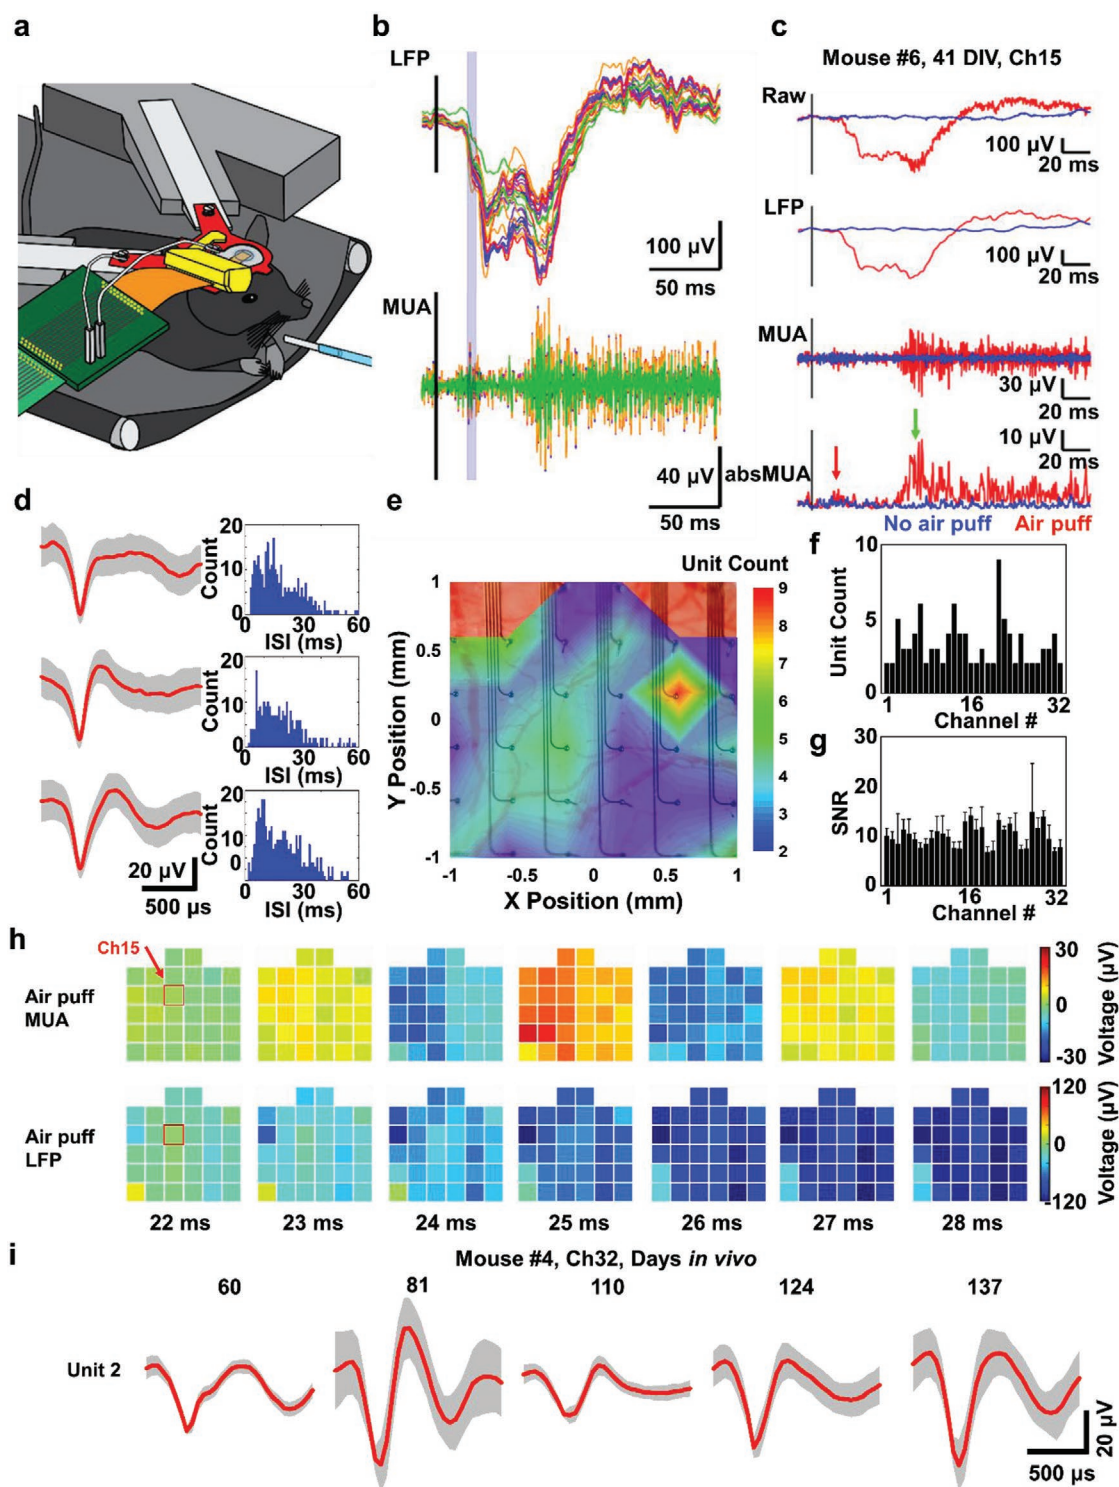 a
b
LFP
100 µV
50 ms
MUA
40 µV
50 ms
c
Mouse #6, 41 DIV, Ch15
Raw
100 µV
20 ms
LFP
100 µV
20 ms
MUA
30 µV
20 ms
10 µV
20 ms
absMUA
No air puff Air puff
d
20
10
0
Count
0 30 60
ISI (ms)
20
10
0
Count
0 30 60
ISI (ms)
20
10
0
Count
0 30 60
ISI (ms)
20 µV
500 µs
e
Unit Count
1
0.5
0
-0.5
-1
Y Position (mm)
-1 -0.5 0 0.5 1
X Position (mm)
9
8
7
6
5
4
3
2
f
10
5
0
Unit Count
1 16 32
Channel #
g
30
20
10
0
SNR
1 16 32
Channel #
h
Ch15
Air puff
MUA
30
0
-30
Voltage (µV)
Air puff
LFP
120
0
-120
Voltage (µV)
22 ms 23 ms 24 ms 25 ms 26 ms 27 ms 28 ms
i
Mouse #4, Ch32, Days in vivo
60 81 110 124 137
Unit 2
20 µV
500 µs